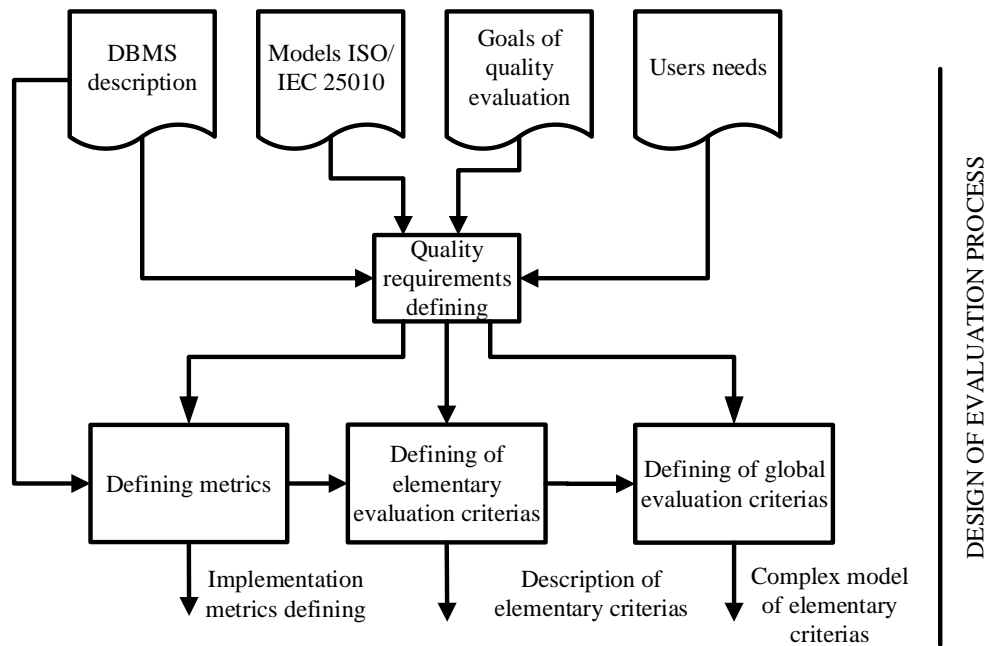 DBMS
description
Models ISO/
IEC 25010
Goals of
quality
evaluation
Users needs
Quality
requirements
defining
Defining metrics
Defining of
elementary
evaluation criterias
Defining of global
evaluation criterias
Implementation
metrics defining
Description of
elementary criterias
Complex model
of elementary
criterias
DESIGN OF EVALUATION PROCESS